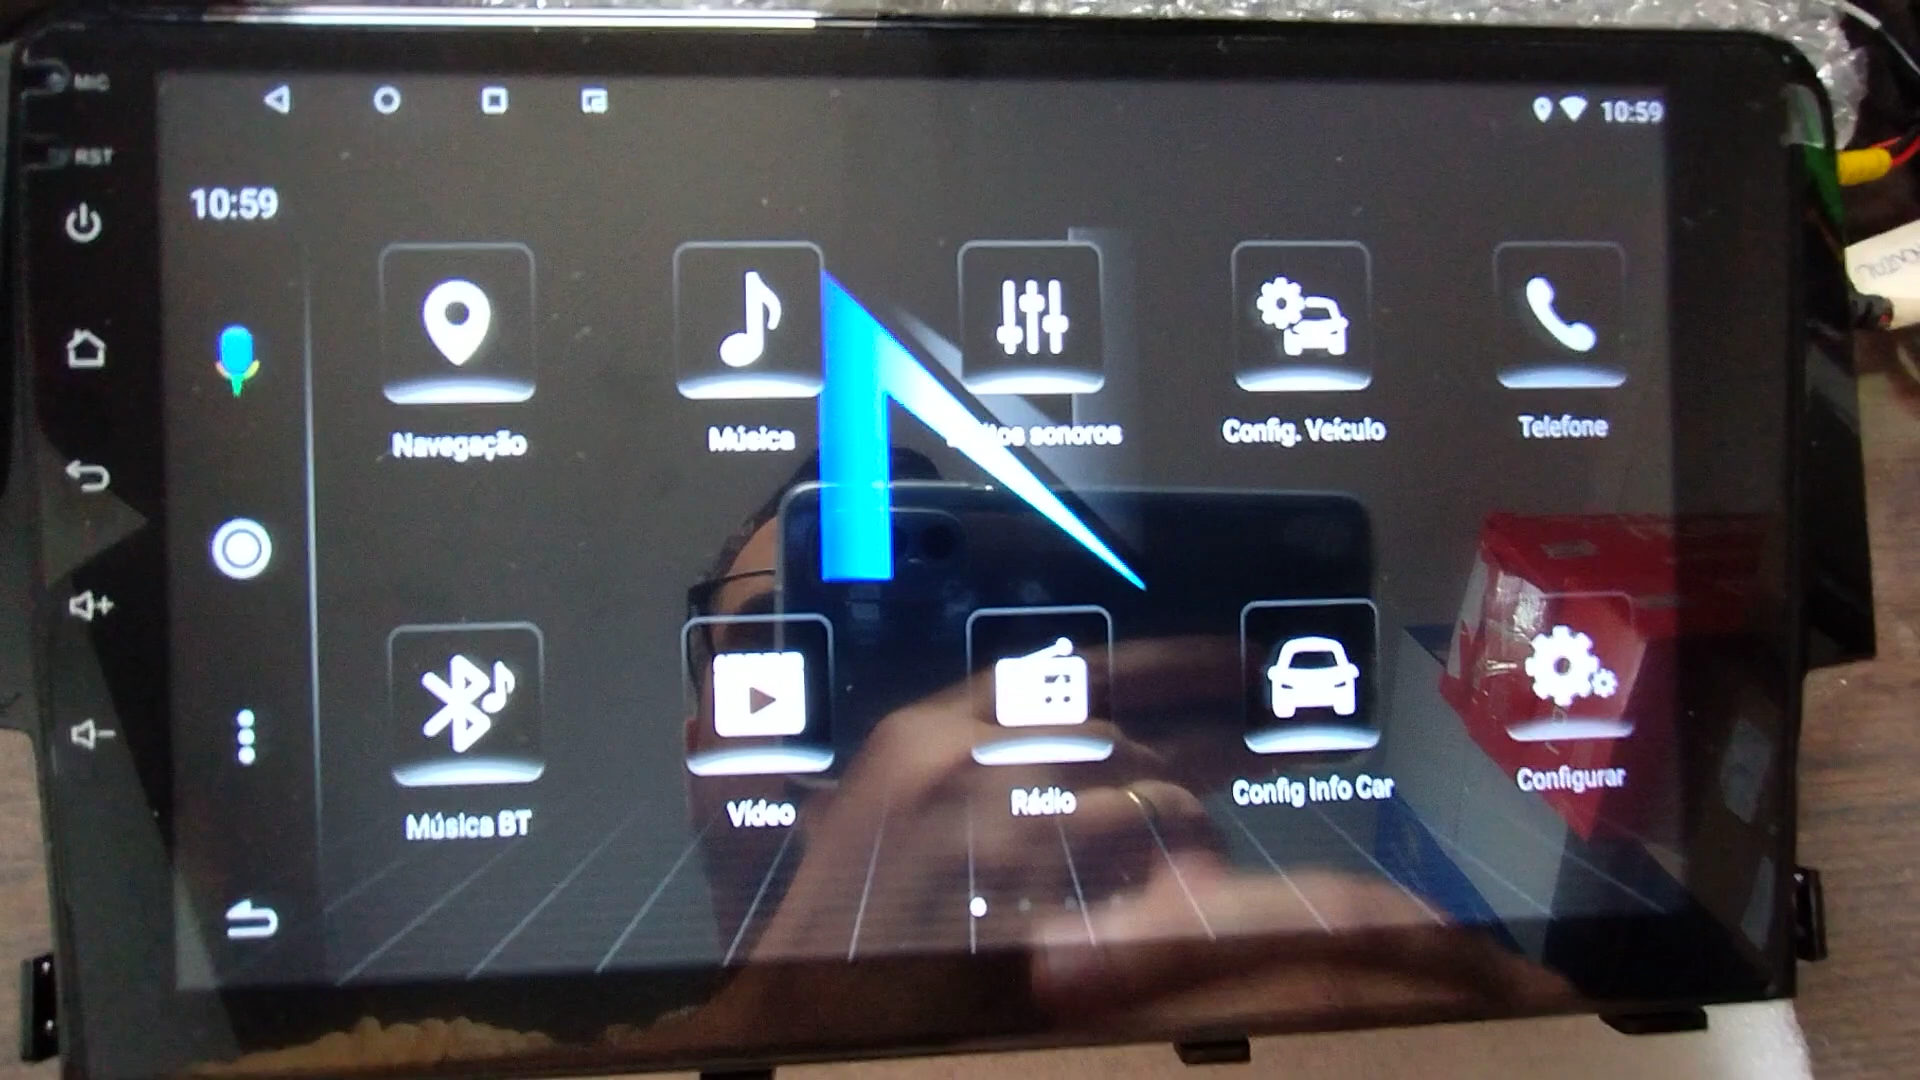 MIC
10:59
RST
10:59
Navegação
Música
sonoros
Config. Veículo
Telefone
Música BT
Vídeo
Rádio
Config Info Car
Configurar